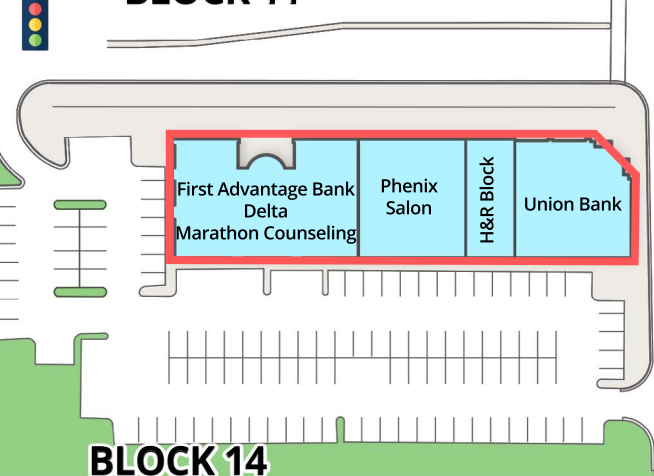 First Advantage Bank
Delta
Marathon Counseling
Phenix
Salon
H&R Block
Union Bank
BLOCK 14